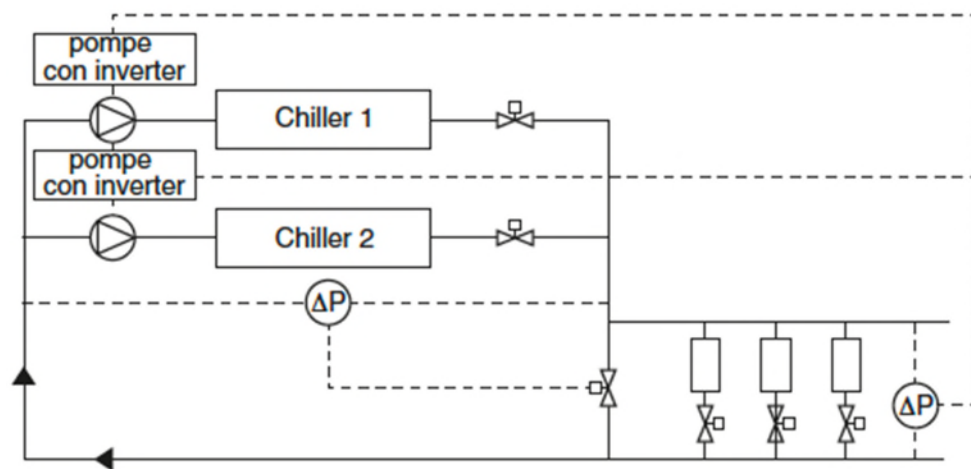 pompe
con inverter
Chiller 1
pompe
con inverter
Chiller 2
ΔP
ΔP